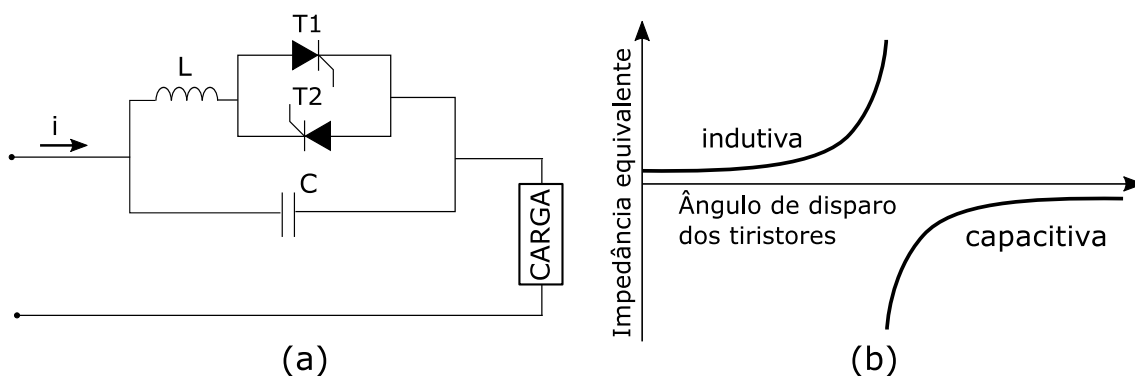 T1
L
T2
i
C
CARGA
(a)
Impedância equivalente
indutiva
Ângulo de disparo
dos tiristores
capacitiva
(b)